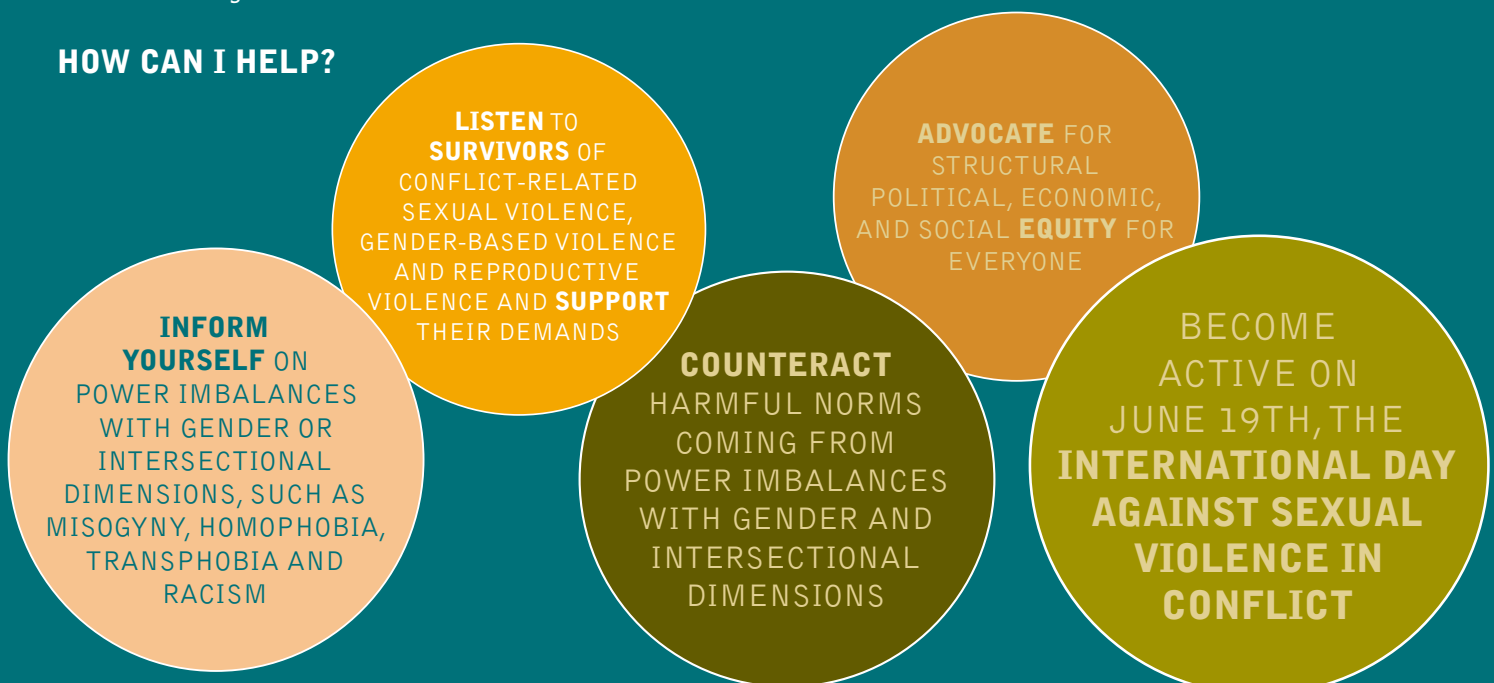 HOW CAN I HELP?
INFORM
YOURSELF ON
POWER IMBALANCES
WITH GENDER OR
INTERSECTIONAL
DIMENSIONS, SUCH AS
MISOGYNY, HOMOPHOBIA,
TRANSPHOBIA AND
RACISM
LISTEN TO
SURVIVORS OF
CONFLICT-RELATED
SEXUAL VIOLENCE,
GENDER-BASED VIOLENCE
AND REPRODUCTIVE
VIOLENCE AND SUPPORT
THEIR DEMANDS
COUNTERACT
HARMFUL NORMS
COMING FROM
POWER IMBALANCES
WITH GENDER AND
INTERSECTIONAL
DIMENSIONS
ADVOCATE FOR
STRUCTURAL
POLITICAL, ECONOMIC,
AND SOCIAL EQUITY FOR
EVERYONE
BECOME
ACTIVE ON
JUNE 19TH, THE
INTERNATIONAL DAY
AGAINST SEXUAL
VIOLENCE IN
CONFLICT